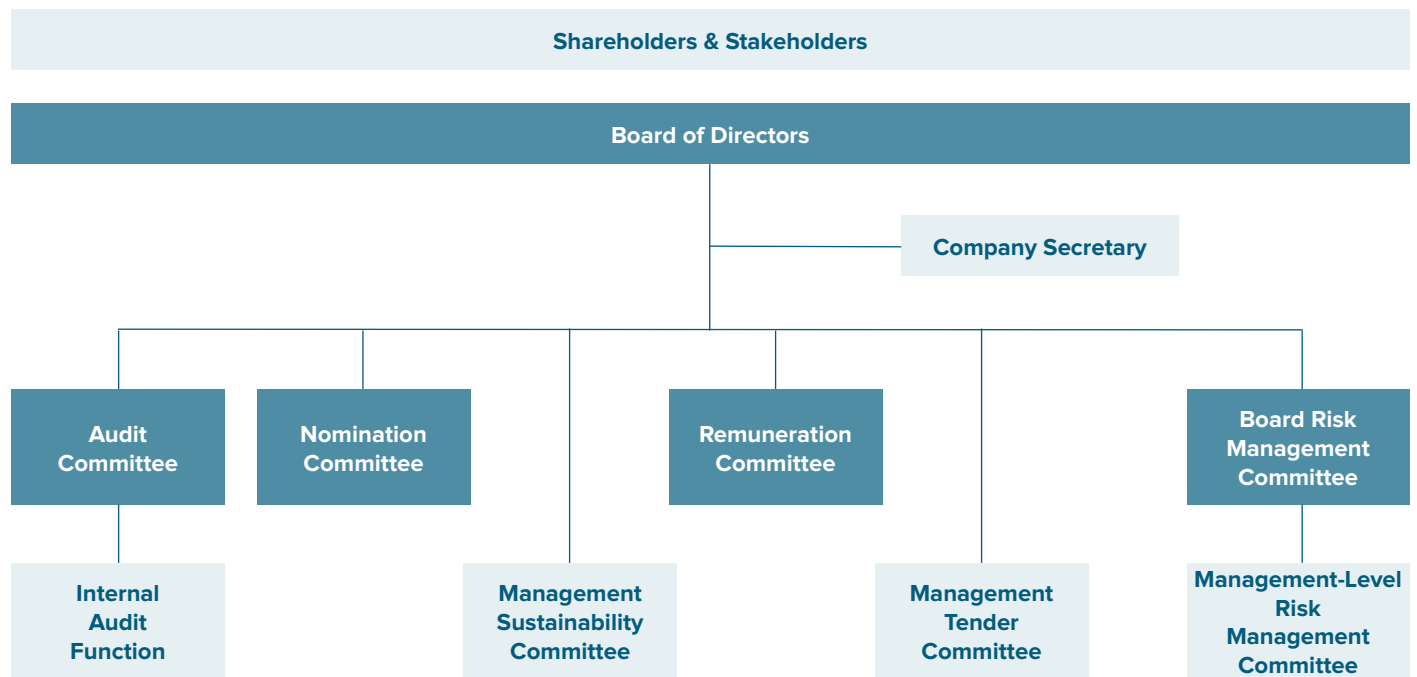 Shareholders & Stakeholders
Board of Directors
Company Secretary
Audit
Committee
Nomination
Committee
Remuneration
Committee
Board Risk
Management
Committee
Internal
Audit
Function
Management
Sustainability
Committee
Management
Tender
Committee
Management-Level
Risk
Management
Committee